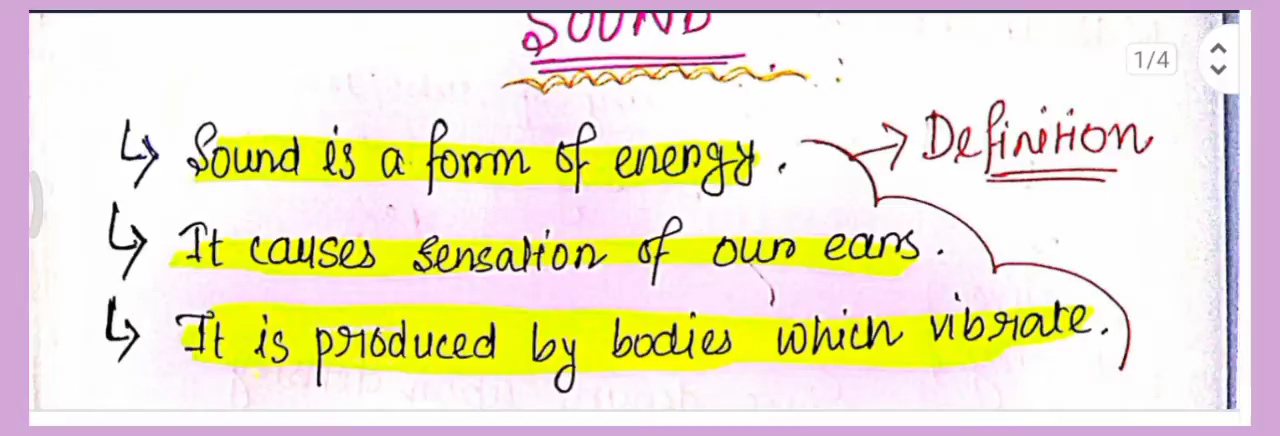 SOUND
1/4
↳ Sound is a form of energy. → Definition
↳ It causes sensation of our ears.
↳ It is produced by bodies which vibrate.